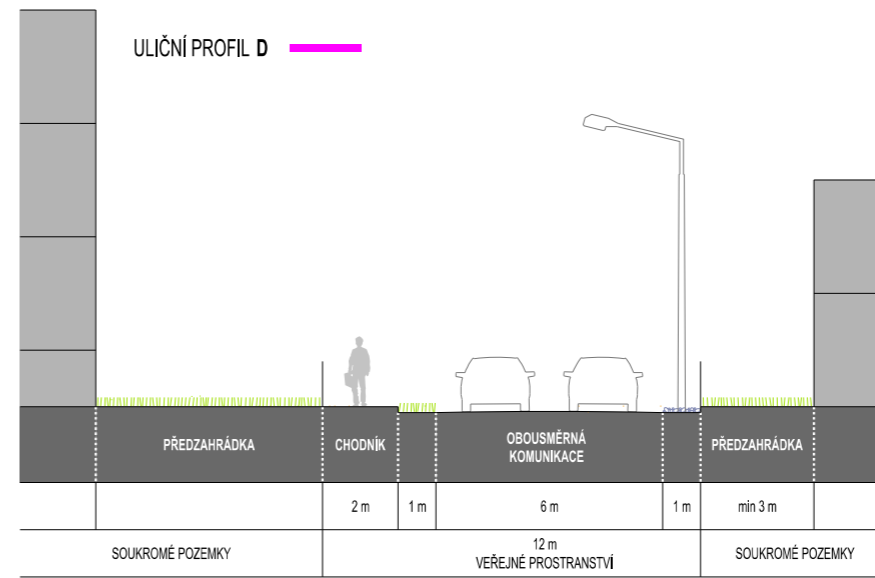 ULIČNÍ PROFIL D
PŘEDZAHRÁDKA
CHODNÍK
OBOUSMĚRNÁ
KOMUNIKACE
PŘEDZAHRÁDKA
2 m
1 m
6 m
1 m
min 3 m
SOUKROMÉ POZEMKY
12 m
VEŘEJNÉ PROSTRANSTVÍ
SOUKROMÉ POZEMKY